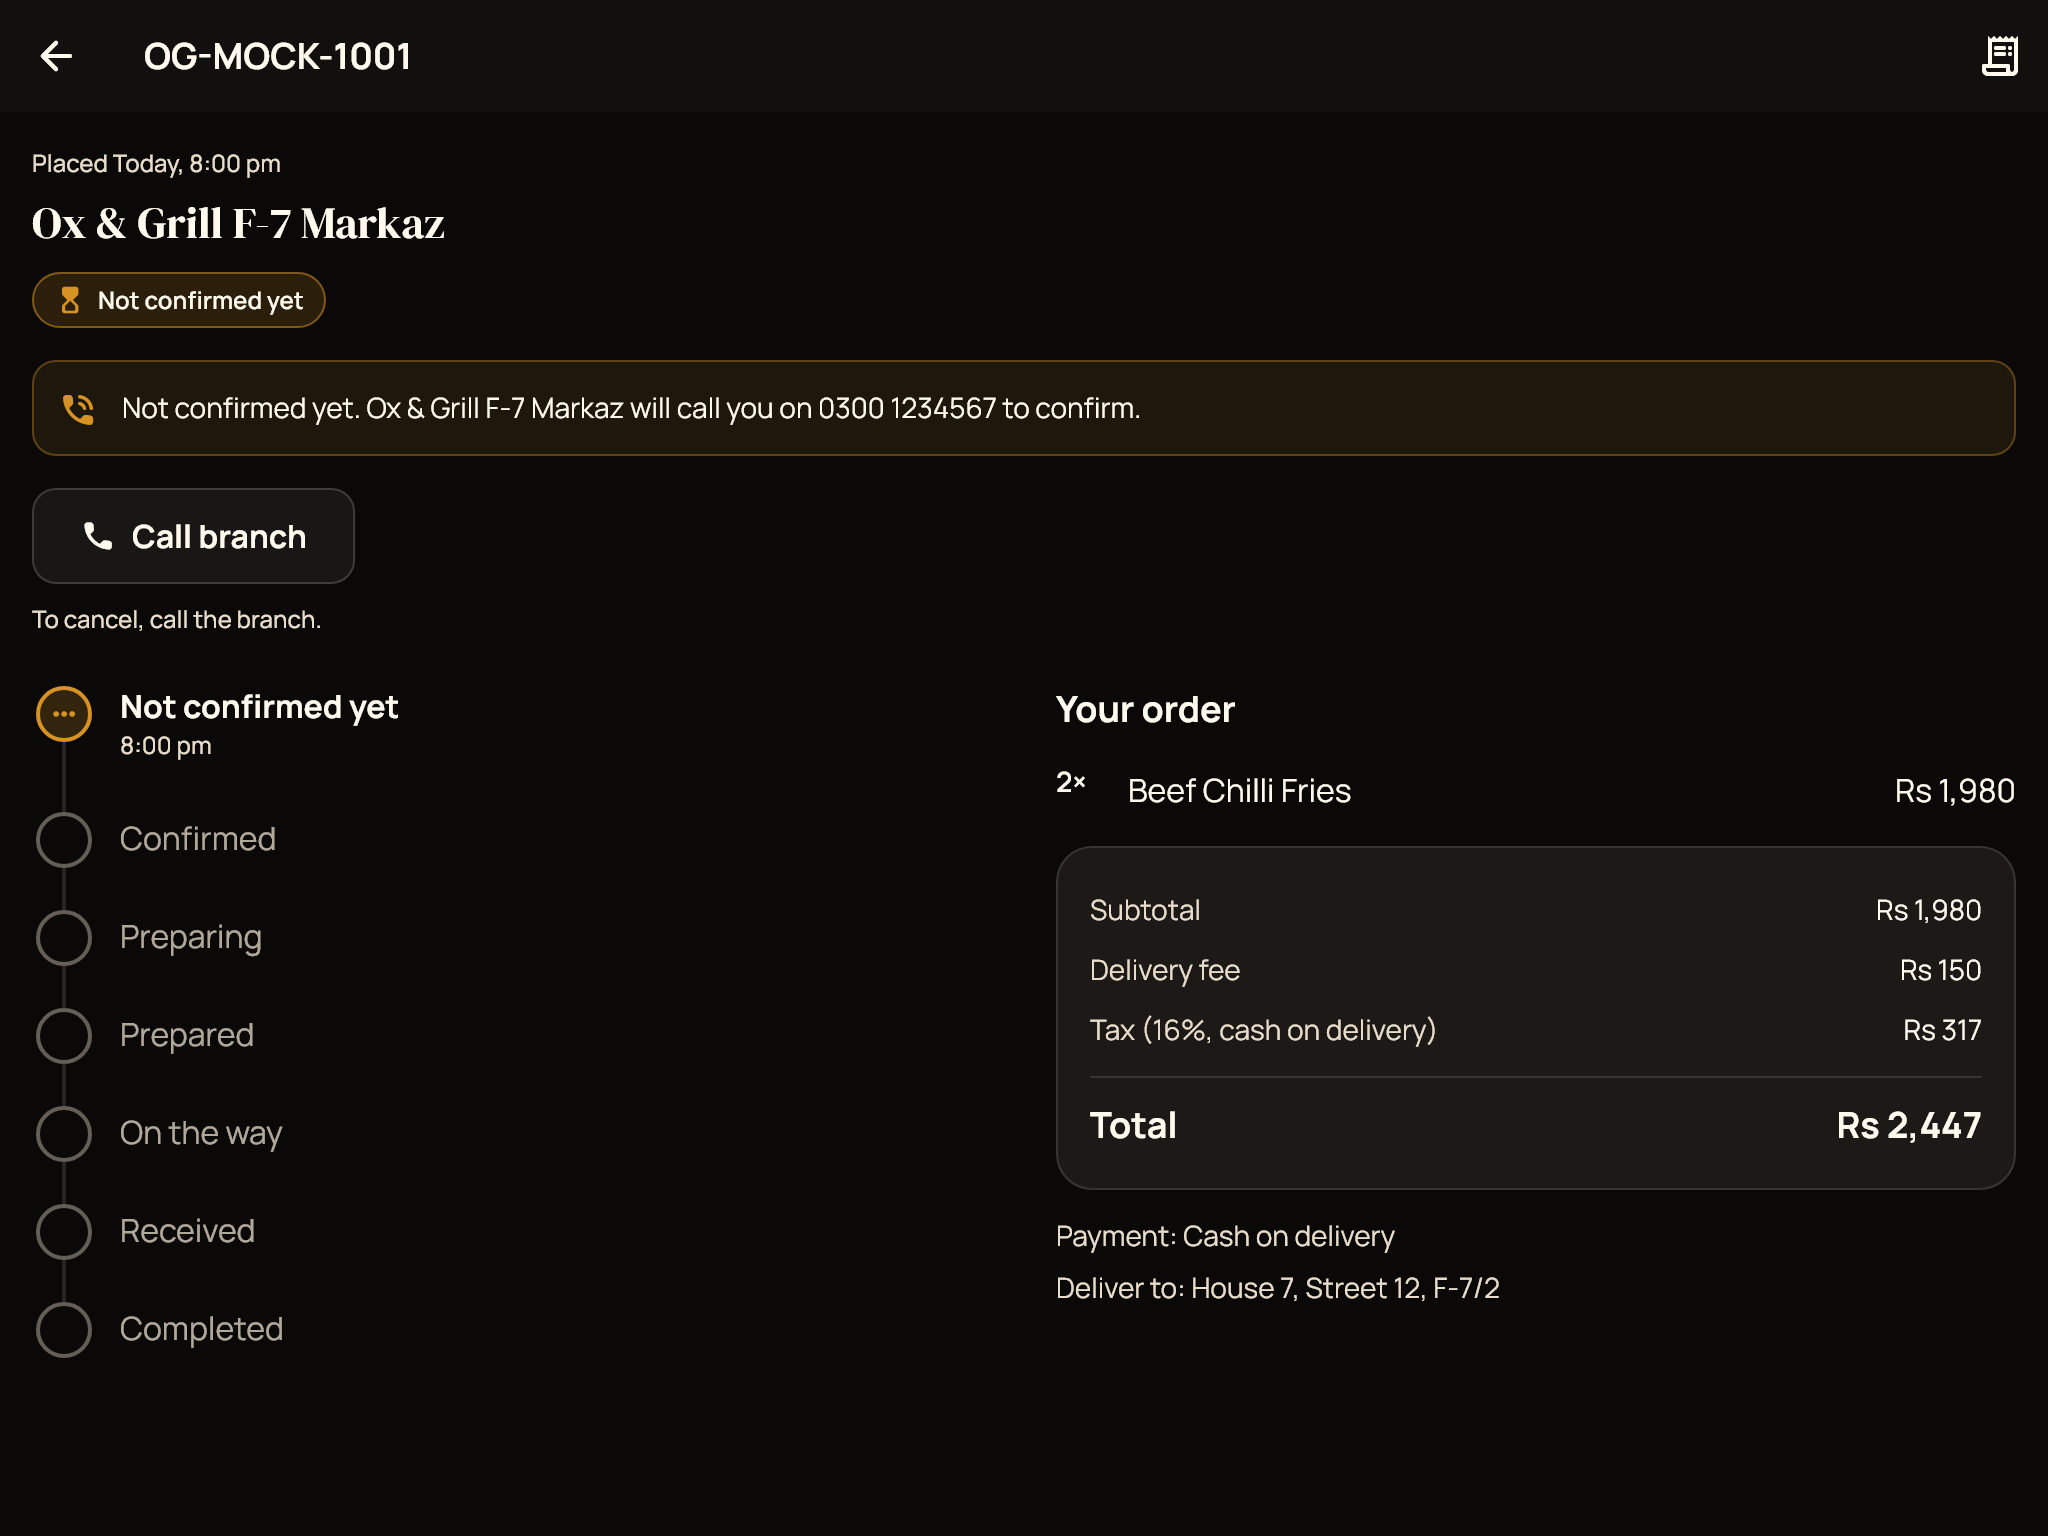 OG-MOCK-1001
Placed Today, 8:00 pm
Ox & Grill F-7 Markaz
Not confirmed yet
Not confirmed yet. Ox & Grill F-7 Markaz will call you on 0300 1234567 to confirm.
Call branch
To cancel, call the branch.
Not confirmed yet
8:00 pm
Confirmed
Preparing
Prepared
On the way
Received
Completed
Your order
2× Beef Chilli Fries Rs 1,980
Subtotal Rs 1,980
Delivery fee Rs 150
Tax (16%, cash on delivery) Rs 317
Total Rs 2,447
Payment: Cash on delivery
Deliver to: House 7, Street 12, F-7/2